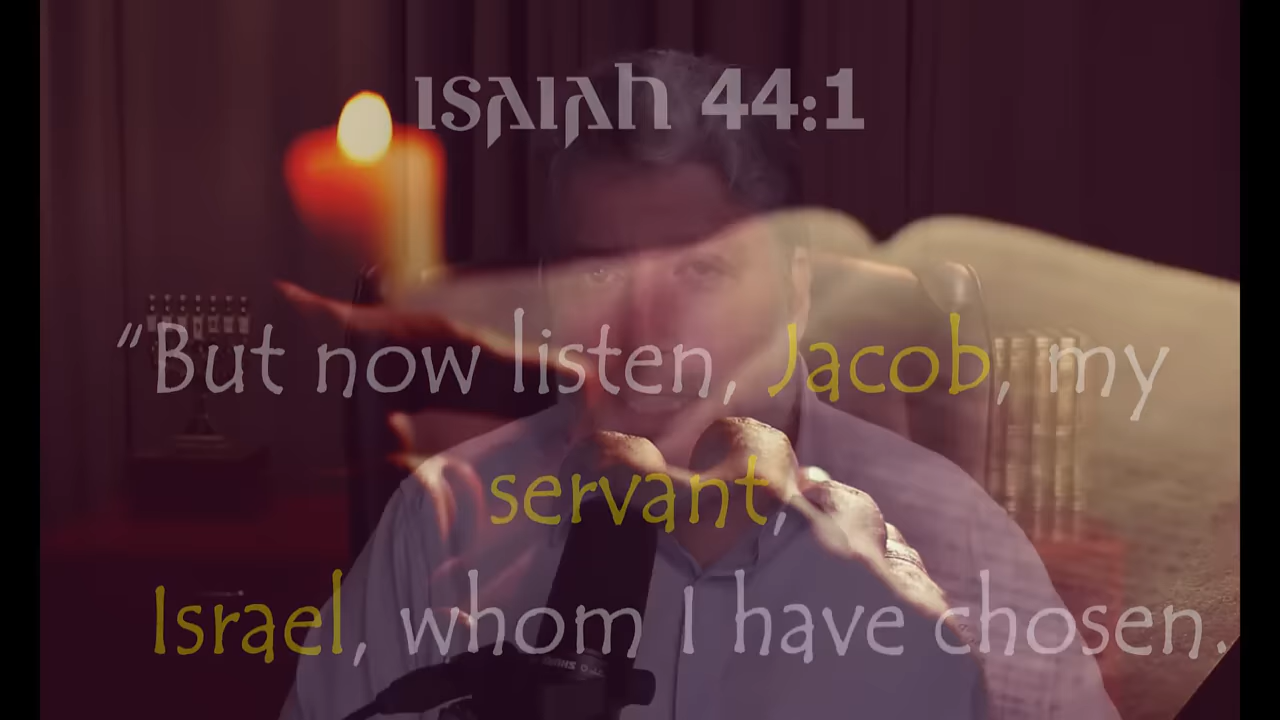 ISAIAH 44:1
“But now listen, Jacob, my
servant,
Israel, whom I have chosen.